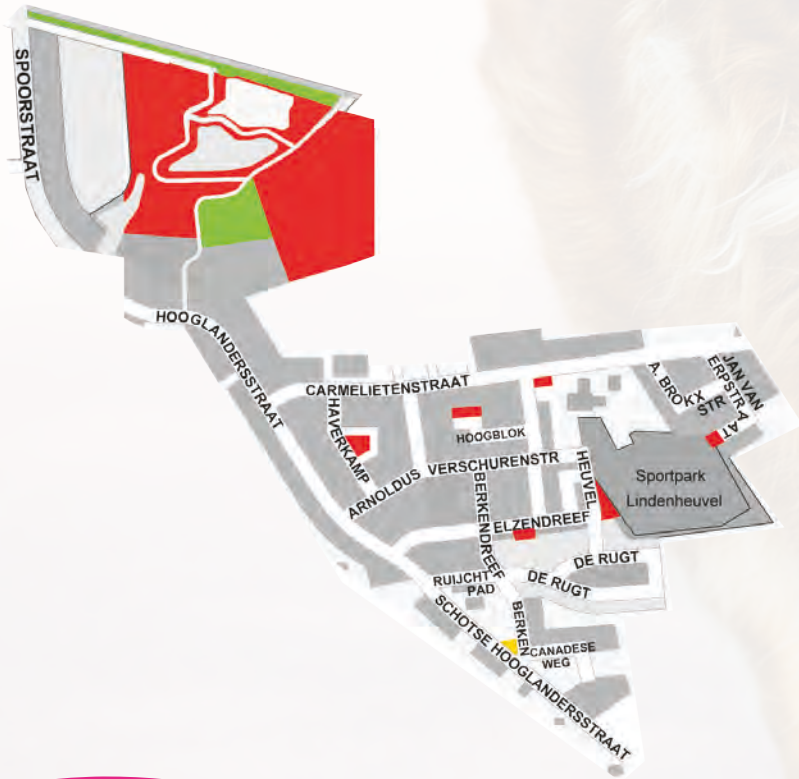 SPOORSTRAAT
HOOGLANDERSSTRAAT
CARMELIETENSTRAAT
A. BROKX
STR
JAN VAN
ERPSTRAAT
HAVERKAMP
HOOGBLOK
ARNOLDUS VERSCHURENSTR
HEUVEL
Sportpark
Lindenheuvel
BERKENDREEF
ELZENDREEF
DE RUGT
RUIJCHT
PAD
DE RUGT
SCHOTSE HOOGLANDERSSTRAAT
BERKEN
CANADESE
WEG